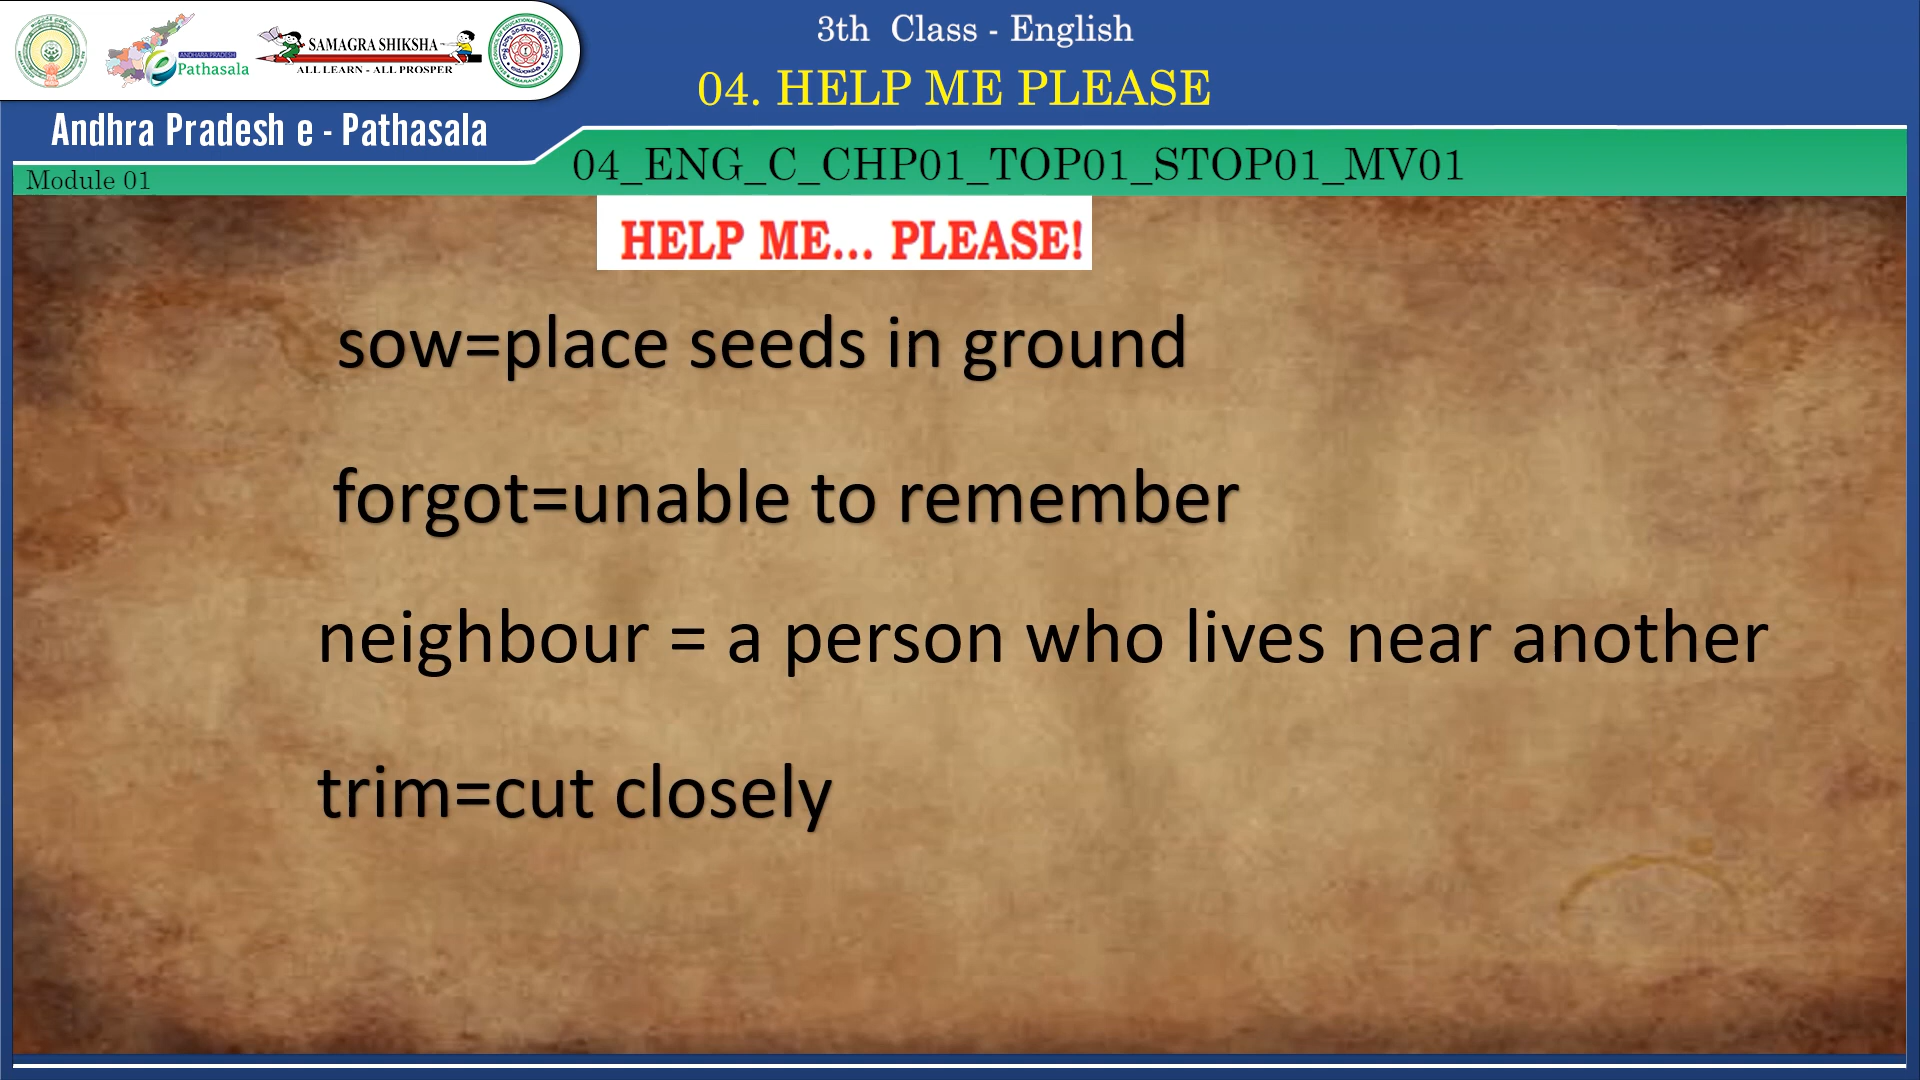 ANDHRA PRADESH
e Pathasala
SAMAGRA SHIKSHA
ALL LEARN - ALL PROSPER
Andhra Pradesh e - Pathasala
3th Class - English
04. HELP ME PLEASE
04_ENG_C_CHP01_TOP01_STOP01_MV01
Module 01
HELP ME... PLEASE!
sow=place seeds in ground
forgot=unable to remember
neighbour = a person who lives near another
trim=cut closely